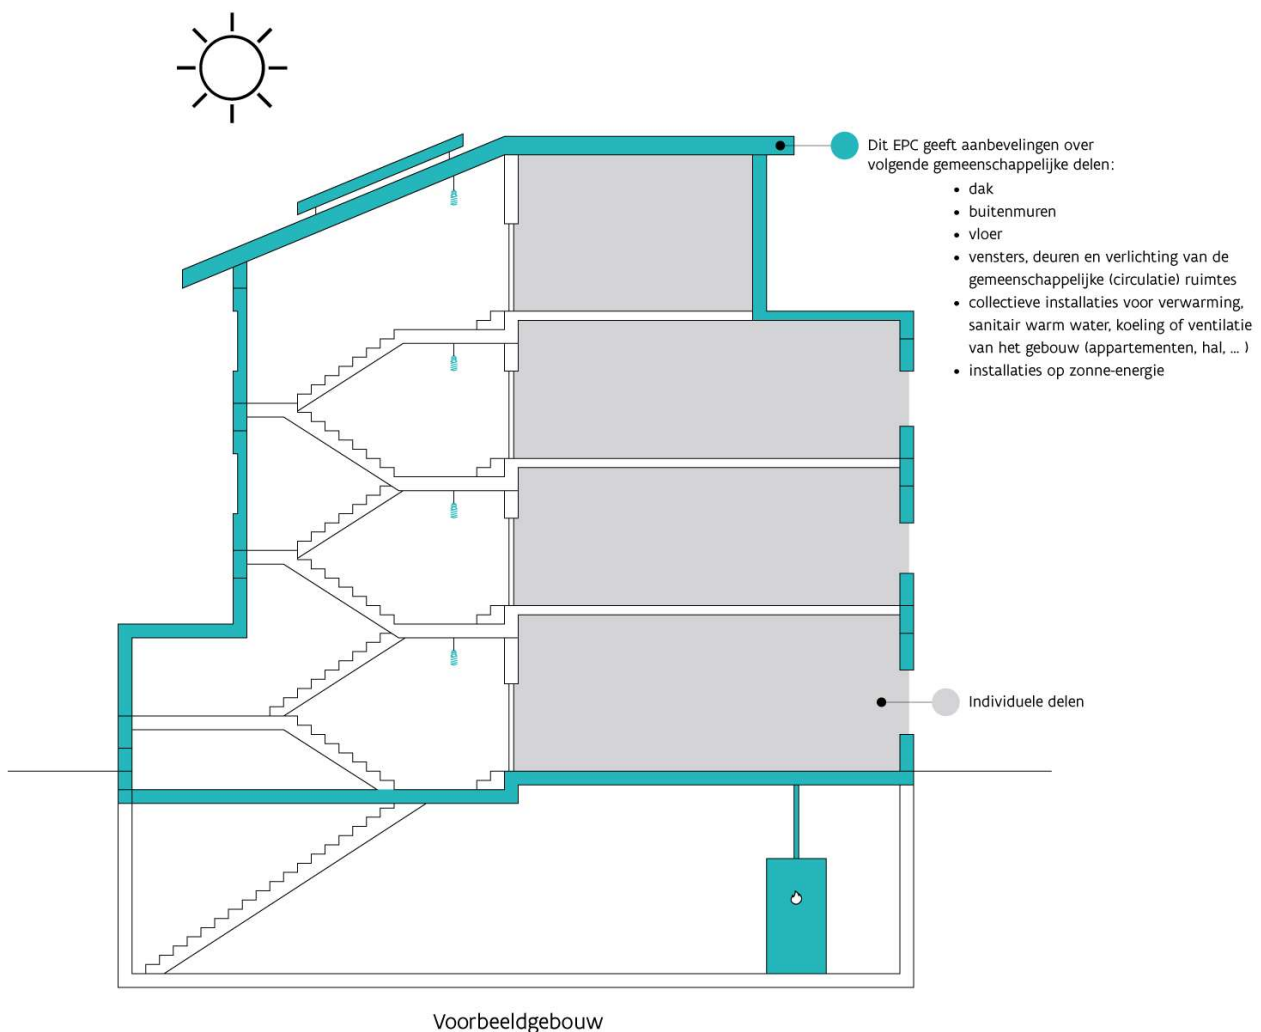 Dit EPC geeft aanbevelingen over
volgende gemeenschappelijke delen:
• dak
• buitenmuren
• vloer
• vensters, deuren en verlichting van de
gemeenschappelijke (circulatie) ruimtes
• collectieve installaties voor verwarming,
sanitair warm water, koeling of ventilatie
van het gebouw (appartementen, hal, ... )
• installaties op zonne-energie
Individuele delen
Voorbeeldgebouw